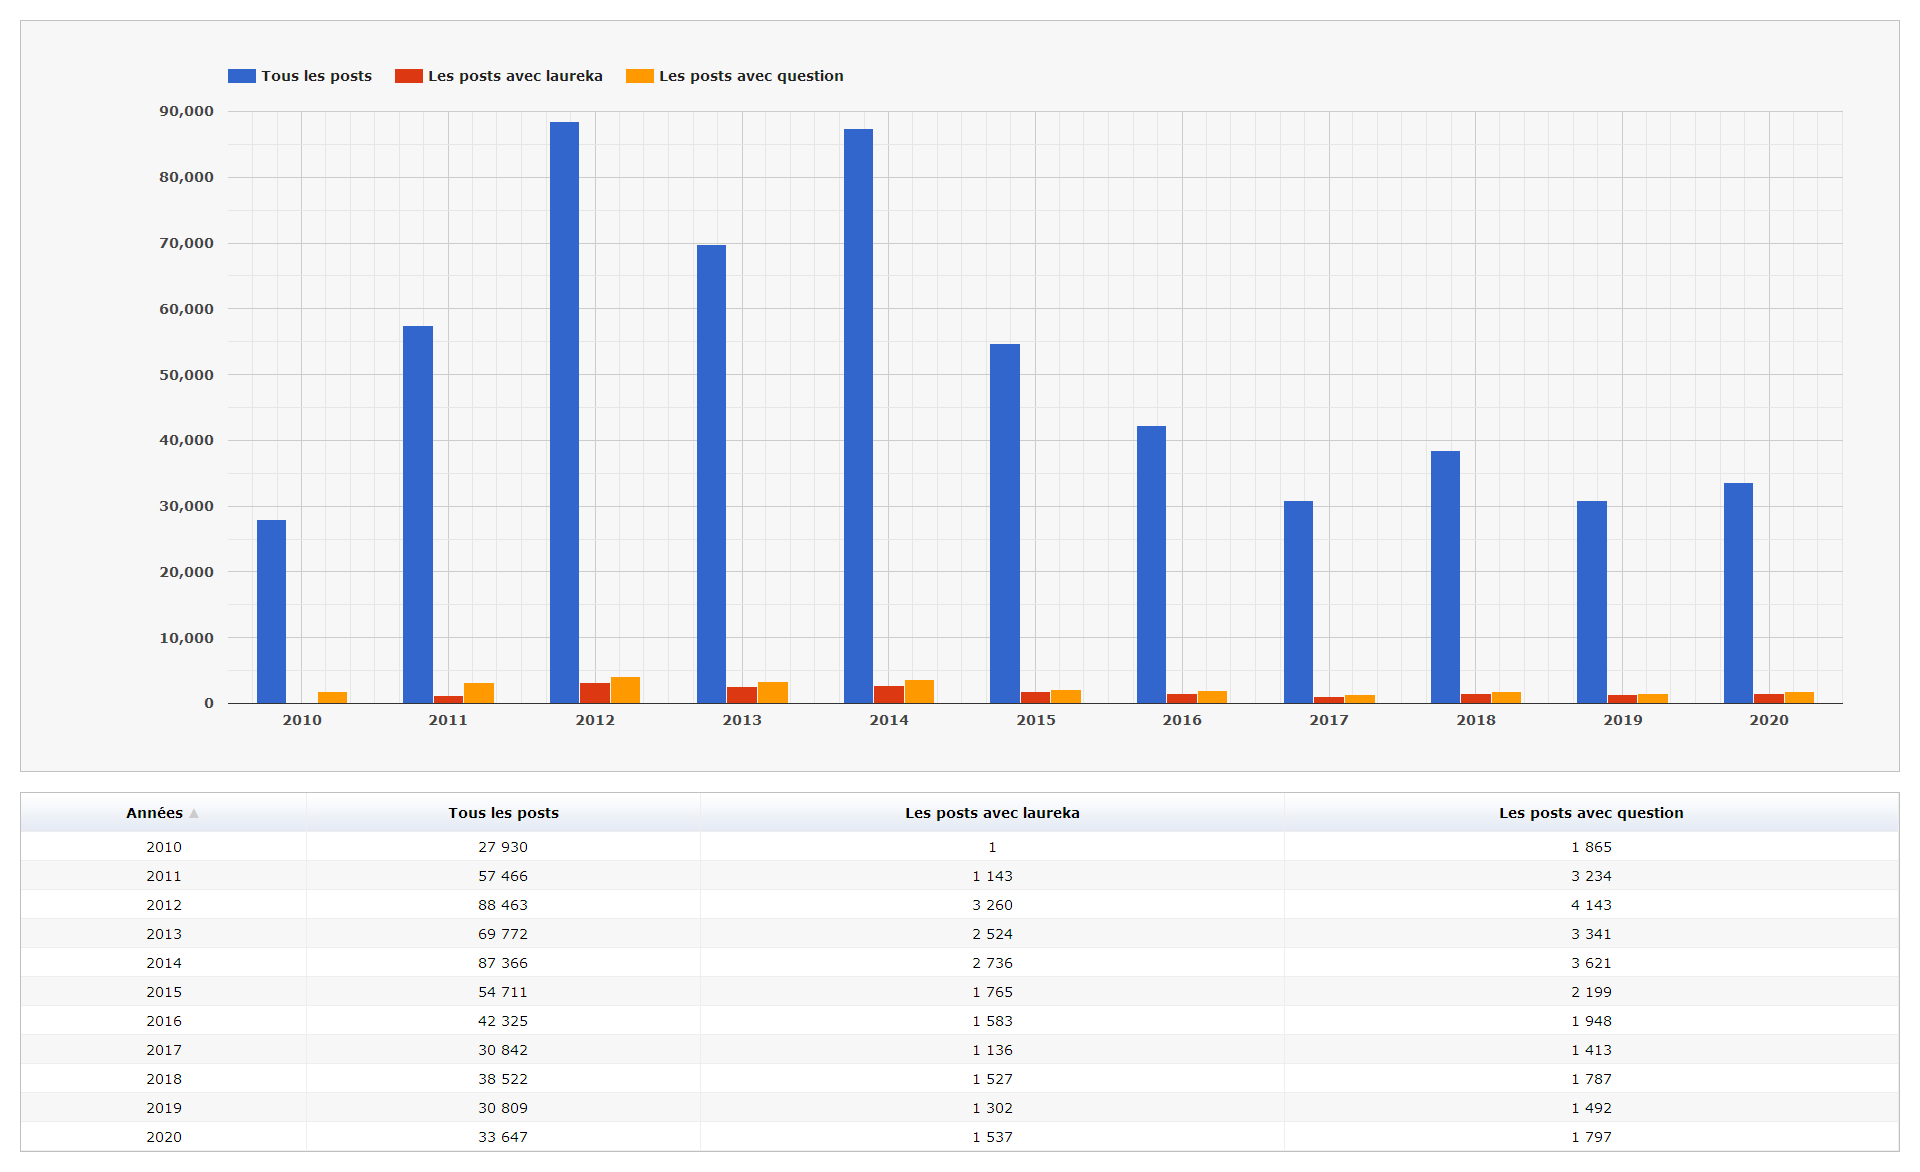 Tous les posts Les posts avec laureka Les posts avec question
90,000
80,000
70,000
60,000
50,000
40,000
30,000
20,000
10,000
0
2010 2011 2012 2013 2014 2015 2016 2017 2018 2019 2020
Années Tous les posts Les posts avec laureka Les posts avec question
2010 27 930 1 1 865
2011 57 466 1 143 3 234
2012 88 463 3 260 4 143
2013 69 772 2 524 3 341
2014 87 366 2 736 3 621
2015 54 711 1 765 2 199
2016 42 325 1 583 1 948
2017 30 842 1 136 1 413
2018 38 522 1 527 1 787
2019 30 809 1 302 1 492
2020 33 647 1 537 1 797